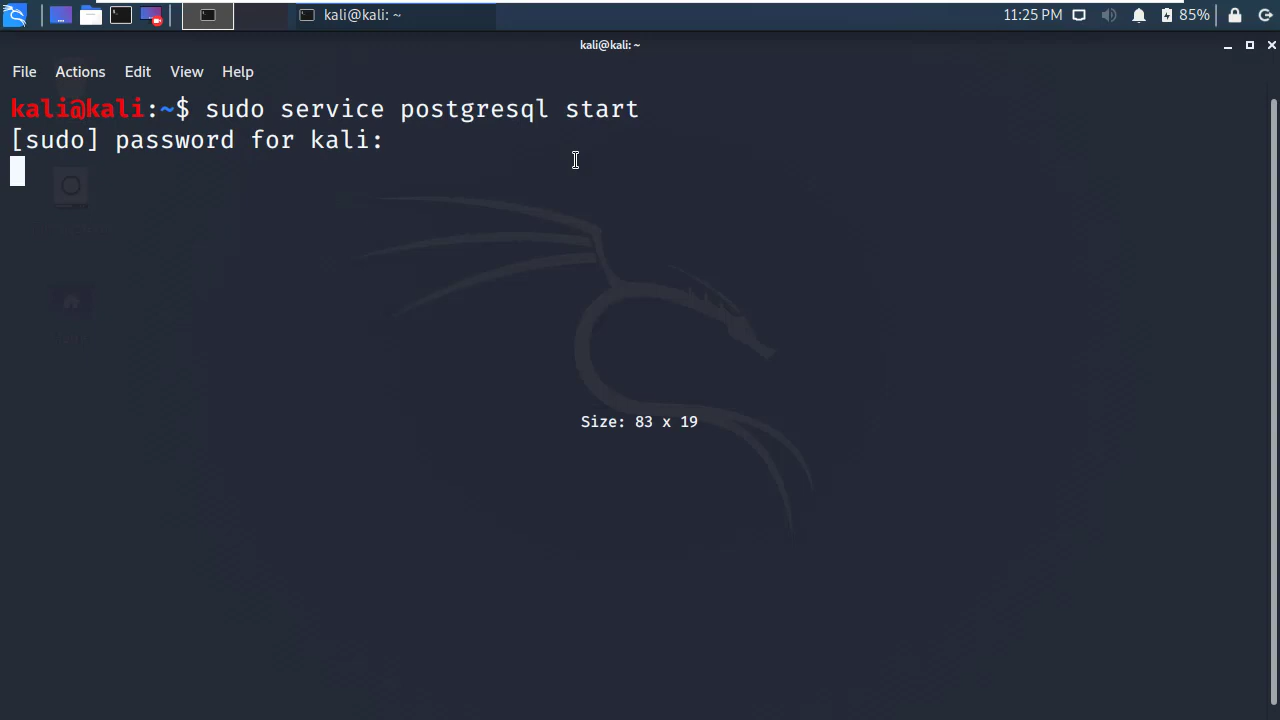 kali@kali: ~
11:25 PM
85%
kali@kali: ~
File Actions Edit View Help
kali@kali:~$ sudo service postgresql start
[sudo] password for kali:
Size: 83 x 19